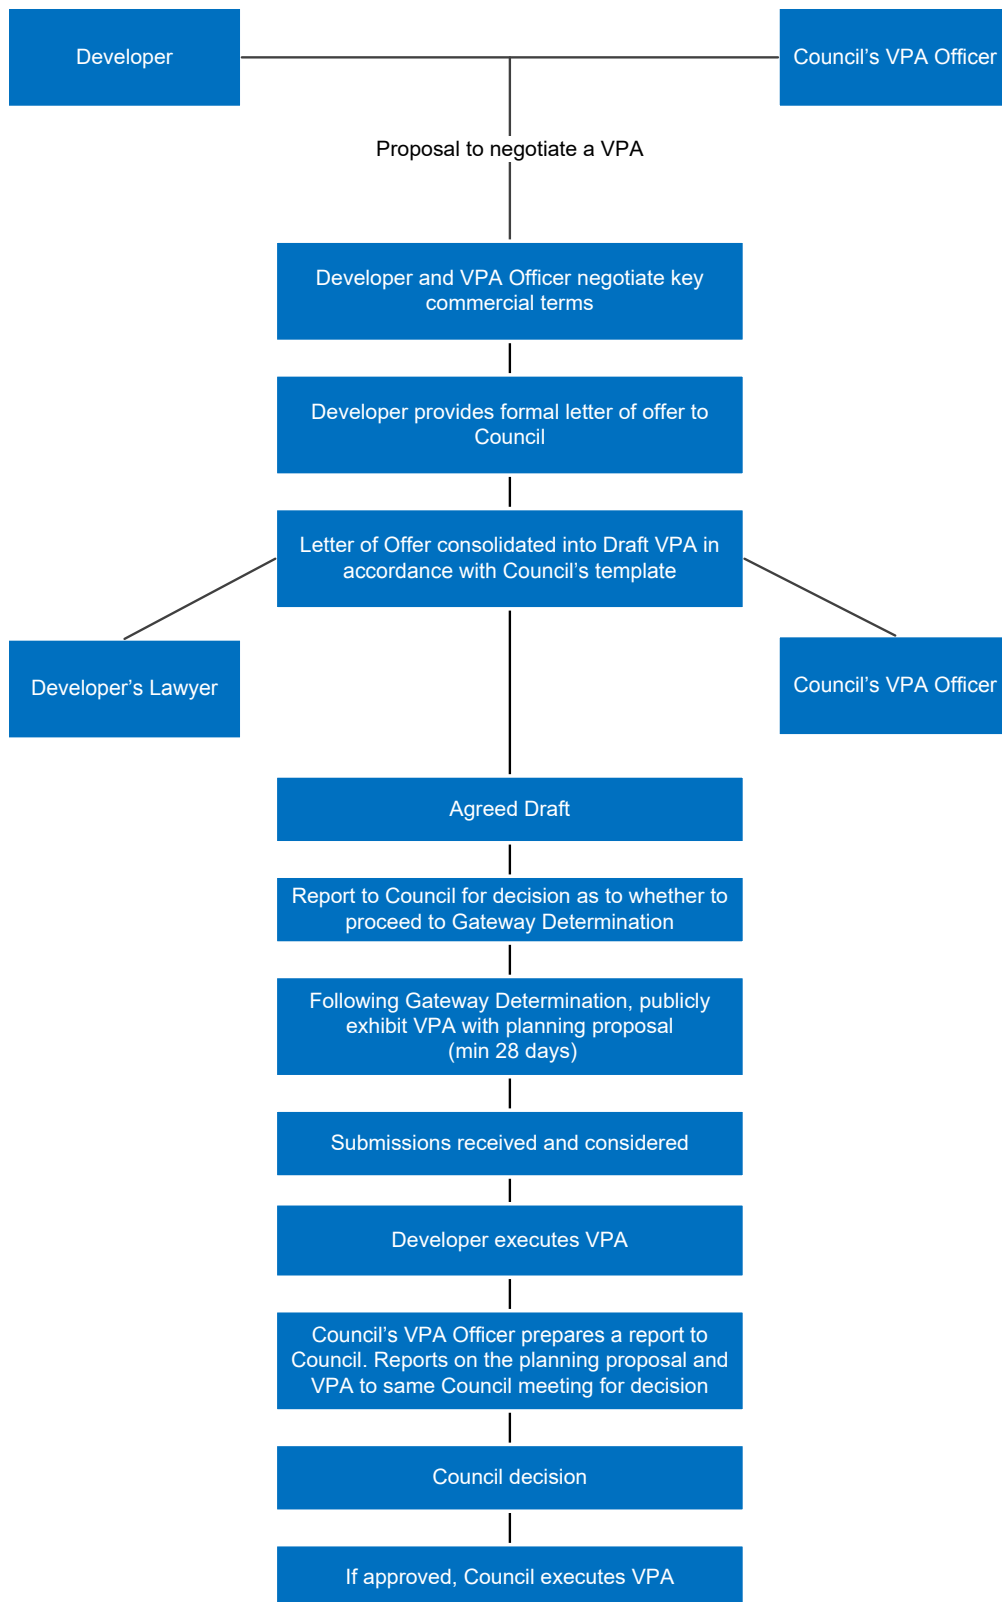 Developer
Council’s VPA Officer
Proposal to negotiate a VPA
Developer and VPA Officer negotiate key
commercial terms
Developer provides formal letter of offer to
Council
Letter of Offer consolidated into Draft VPA in
accordance with Council’s template
Developer’s Lawyer
Council’s VPA Officer
Agreed Draft
Report to Council for decision as to whether to
proceed to Gateway Determination
Following Gateway Determination, publicly
exhibit VPA with planning proposal
(min 28 days)
Submissions received and considered
Developer executes VPA
Council’s VPA Officer prepares a report to
Council. Reports on the planning proposal and
VPA to same Council meeting for decision
Council decision
If approved, Council executes VPA